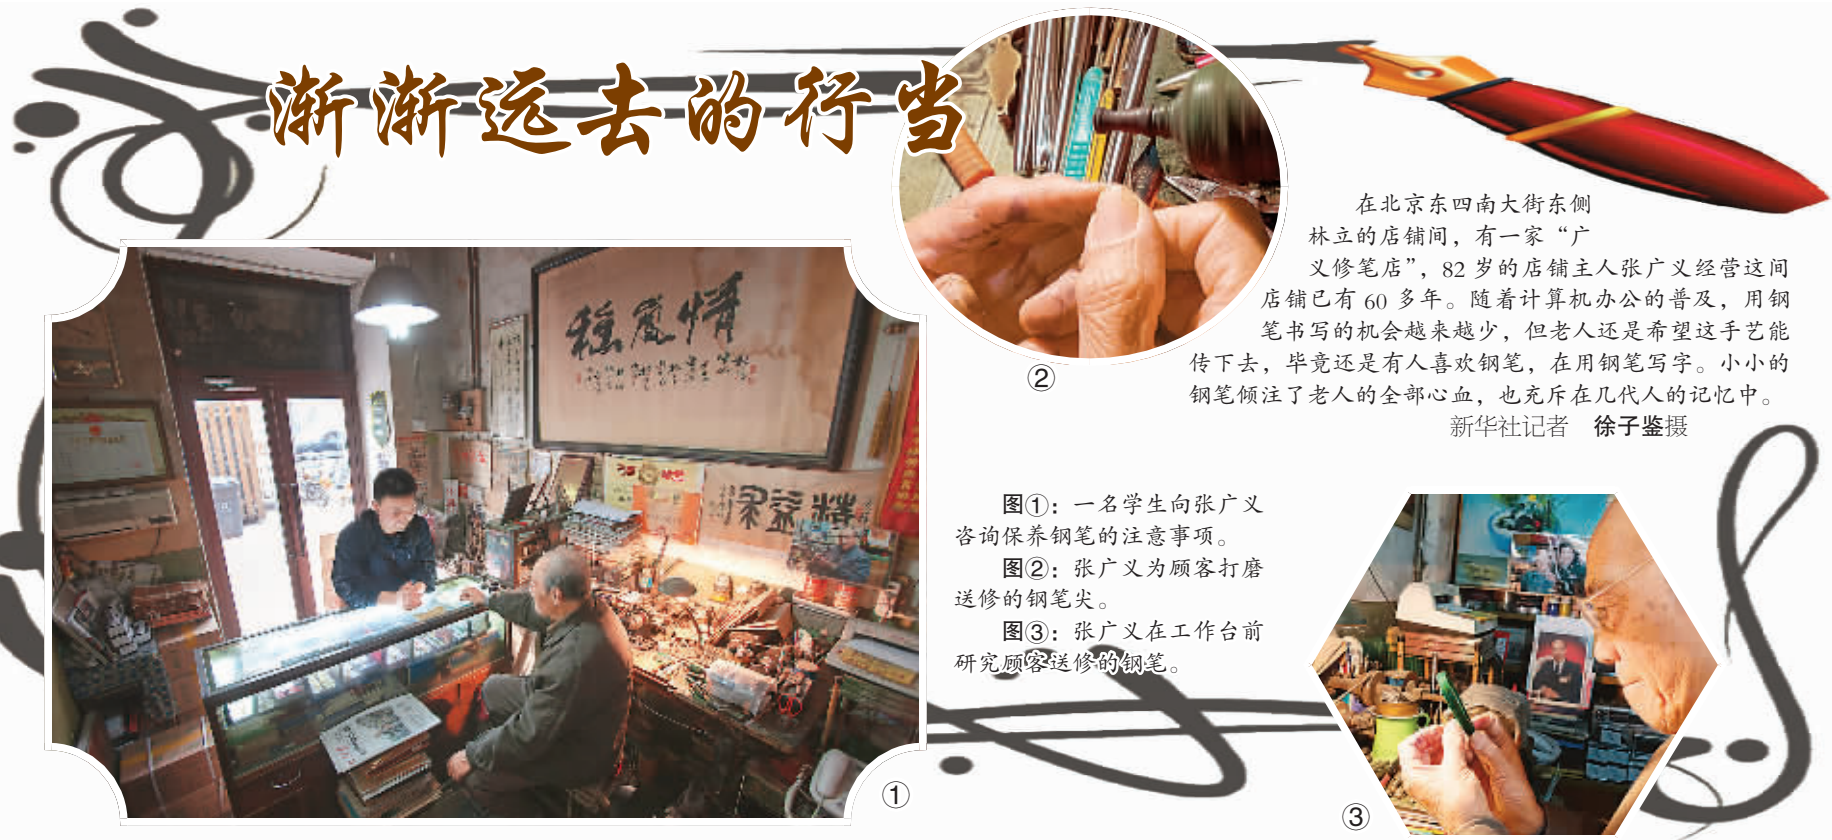 渐渐远去的行当
在北京东四南大街东侧
林立的店铺间，有一家“广
义修笔店”，82 岁的店铺主人张广义经营这间
店铺已有 60 多年。随着计算机办公的普及，用钢
笔书写的机会越来越少，但老人还是希望这手艺能
传下去，毕竟还是有人喜欢钢笔，在用钢笔写字。小小的
钢笔倾注了老人的全部心血，也充斥在几代人的记忆中。
新华社记者 徐子鉴摄
②
图①：一名学生向张广义
咨询保养钢笔的注意事项。
图②：张广义为顾客打磨
送修的钢笔尖。
图③：张广义在工作台前
研究顾客送修的钢笔。
①
③